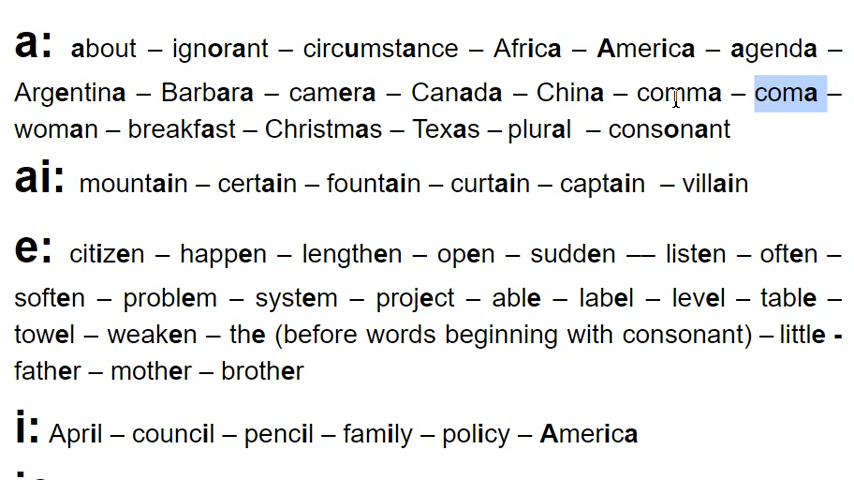 a: about – ignorant – circumstance – Africa – America – agenda –
Argentina – Barbara – camera – Canada – China – comma – coma –
woman – breakfast – Christmas – Texas – plural – consonant
ai: mountain – certain – fountain – curtain – captain – villain
e: citizen – happen – lengthen – open – sudden –– listen – often –
soften – problem – system – project – able – label – level – table –
towel – weaken – the (before words beginning with consonant) – little -
father – mother – brother
i: April – council – pencil – family – policy – America